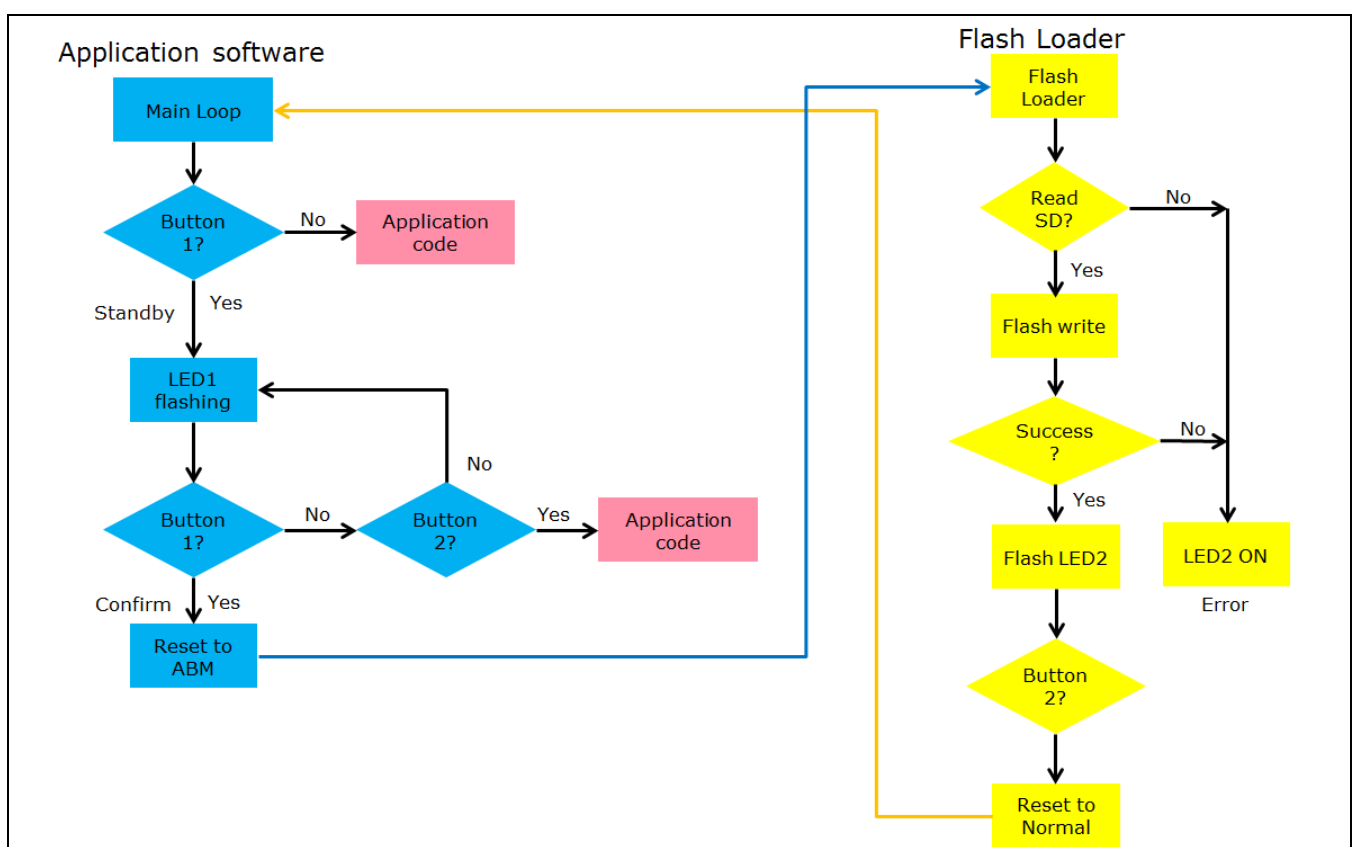 Application software
Main Loop
Button
1?
No
Application
code
Standby
Yes
LED1
flashing
Button
1?
No
Button
2?
No
Yes
Application
code
Confirm
Yes
Reset to
ABM
Flash Loader
Flash
Loader
Read
SD?
No
Yes
Flash write
Success
?
No
Yes
Flash LED2
LED2 ON
Error
Button
2?
Reset to
Normal